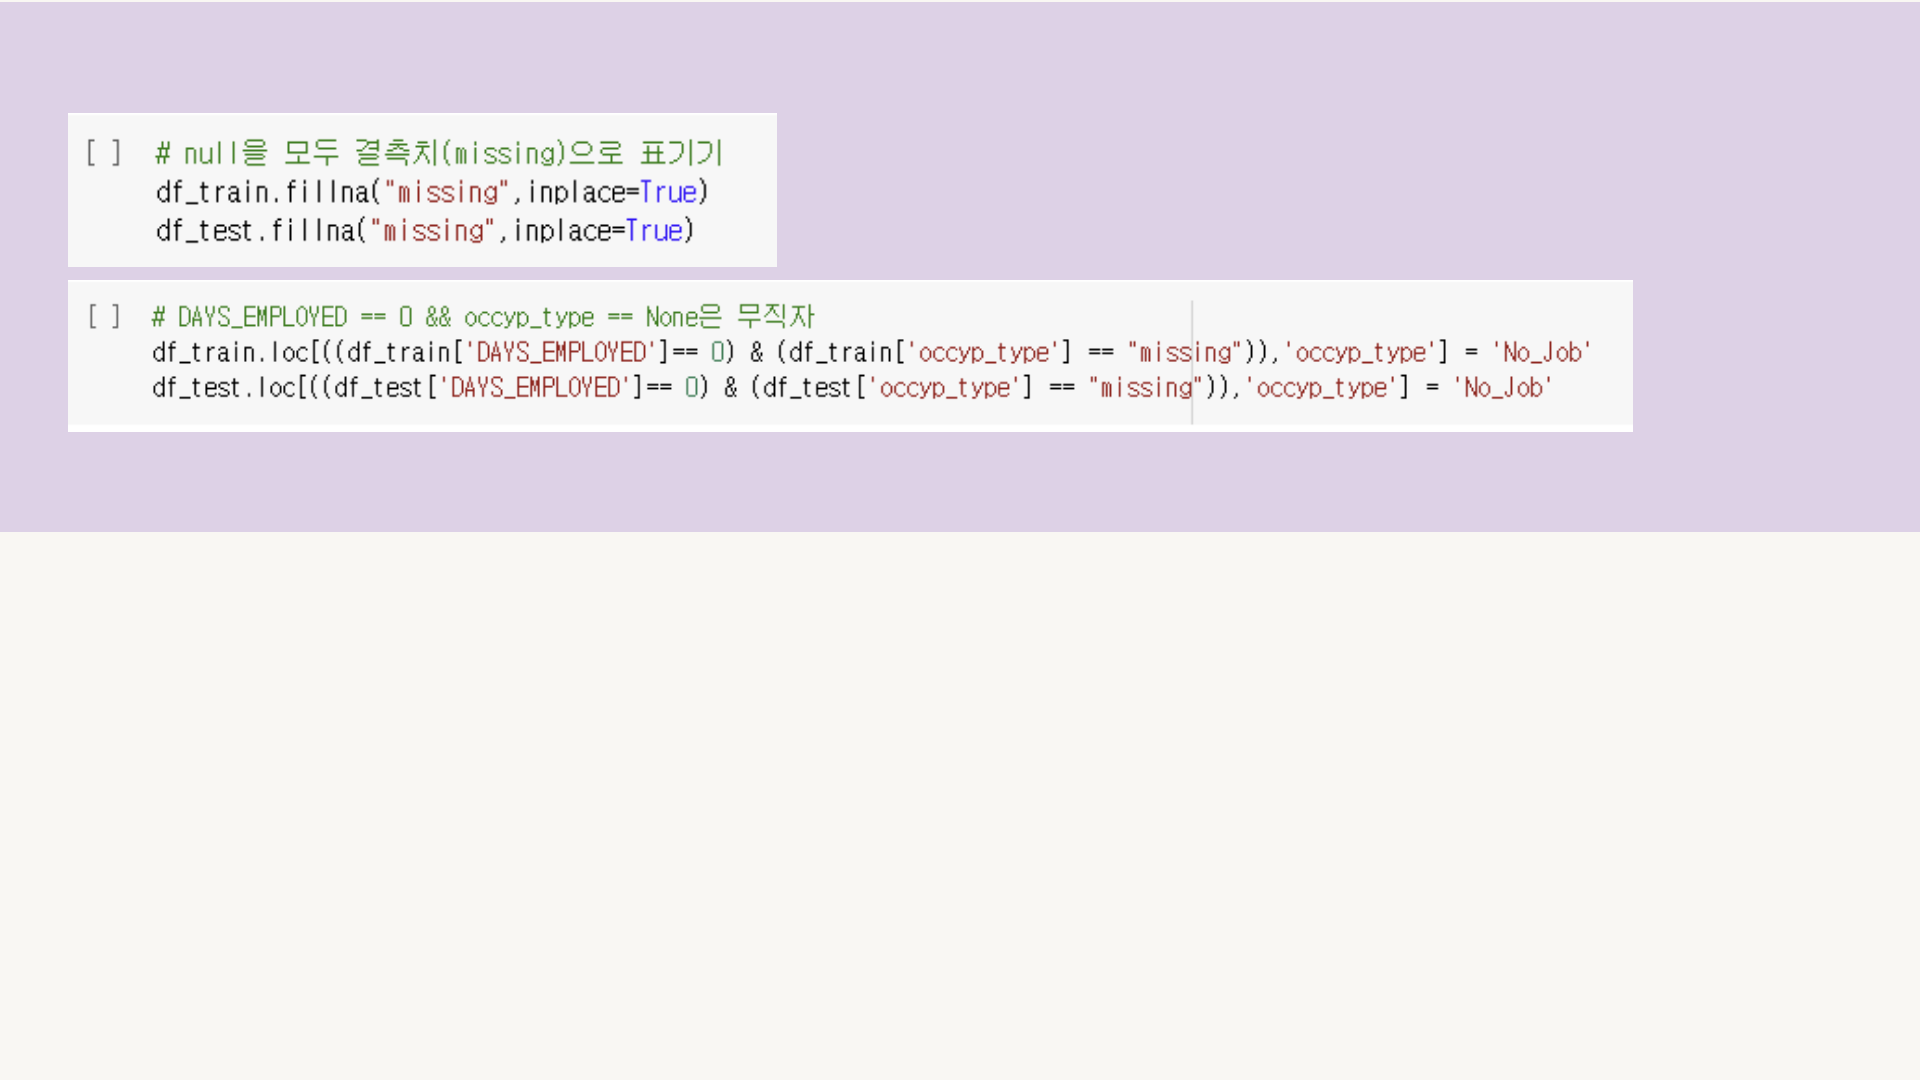 [ ] # null을 모두 결측치(missing)으로 표기기
df_train.fillna("missing",inplace=True)
df_test.fillna("missing",inplace=True)
[ ] # DAYS_EMPLOYED == 0 && occyp_type == None은 무직자
df_train.loc[((df_train['DAYS_EMPLOYED']== 0) & (df_train['occyp_type'] == "missing")),'occyp_type'] = 'No_Job'
df_test.loc[((df_test['DAYS_EMPLOYED']== 0) & (df_test['occyp_type'] == "missing")),'occyp_type'] = 'No_Job'